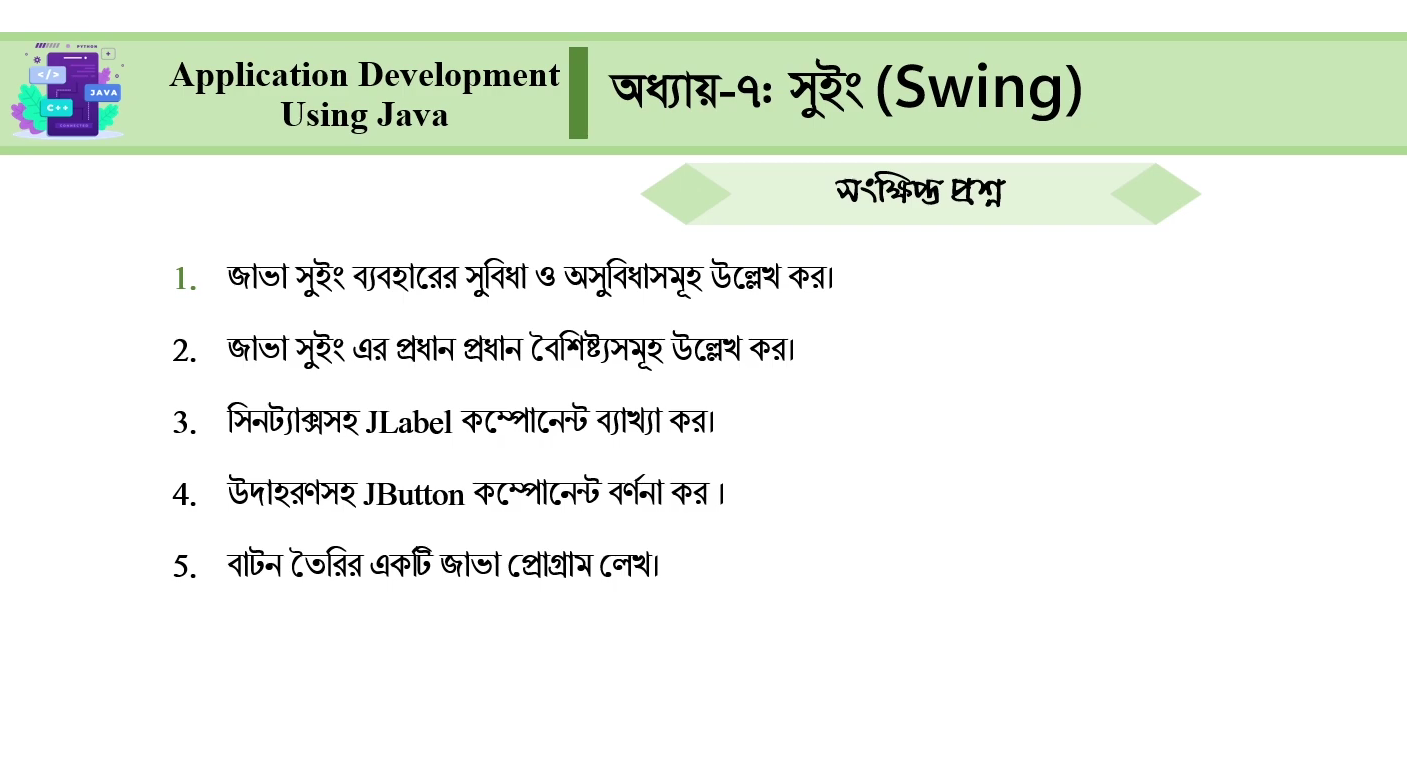 PYTHON
</>
JAVA
C++
Application Development
Using Java
অধ্যায়-৭ঃ সুইং (Swing)
সংক্ষিপ্ত প্রশ্ন
1. জাভা সুইং ব্যবহারের সুবিধা ও অসুবিধাসমূহ উল্লেখ কর।
2. জাভা সুইং এর প্রধান প্রধান বৈশিষ্ট্যসমূহ উল্লেখ কর।
3. সিনট্যাক্সসহ JLabel কম্পোনেন্ট ব্যাখ্যা কর।
4. উদাহরণসহ JButton কম্পোনেন্ট বর্ণনা কর ।
5. বাটন তৈরির একটি জাভা প্রোগ্রাম লেখ।